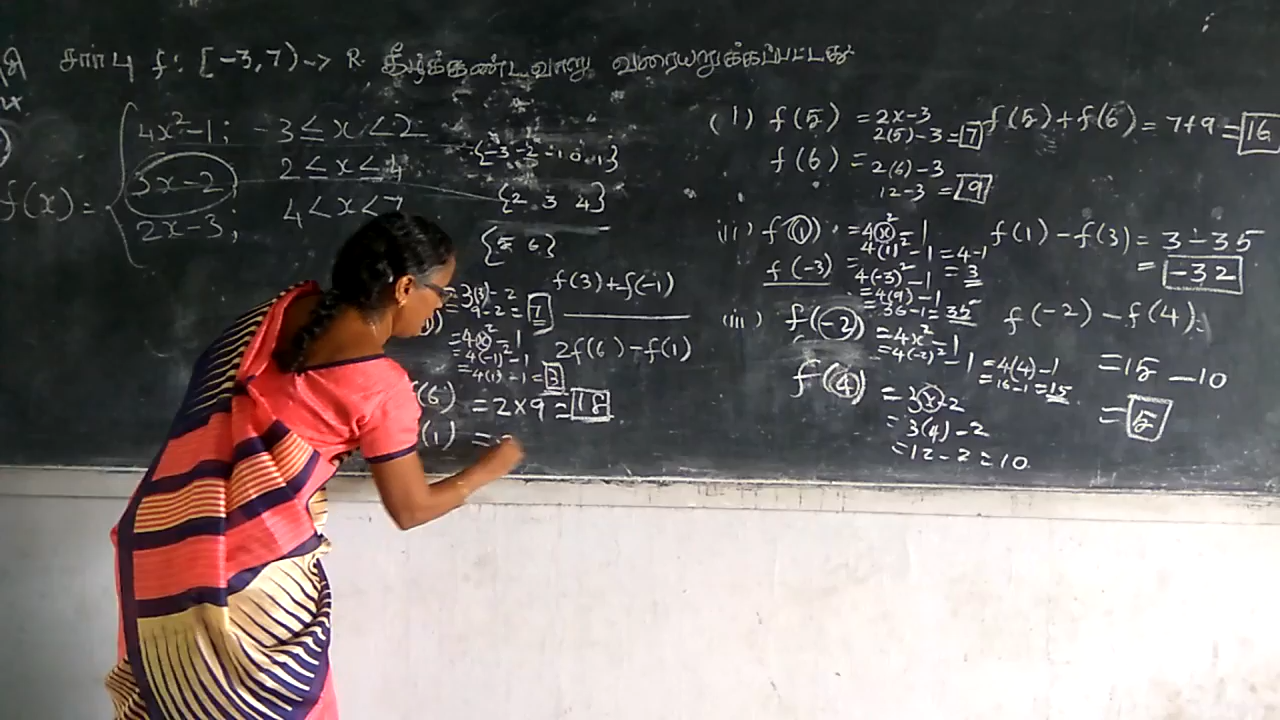 சார்பு f: [-3,7) -> R கீழ்க்கண்டவாறு வரையறுக்கப்பட்டது
f(x) =
4x²-1; -3≤x<2
3x-2 2≤x≤4
2x-3; 4<x<7
{-3 -2 -1 0 1}
{2 3 4}
{5 6}
= 3(3)-2
= 9-2 = 7
= 4(x)²-1
= 4(-1)²-1
= 4(1)-1 = 3
f(3)+f(-1)
2f(6)-f(1)
(6) = 2×9 = 18
(1) =
(i) f(5) = 2x-3
2(5)-3 = 7
f(6) = 2(6)-3
12-3 = 9
f(5)+f(6) = 7+9 = 16
(ii) f(1) = 4x²-1
4(1)²-1 = 4-1
= 3
f(-3) = 4(-3)²-1
= 4(9)-1
= 36-1 = 35
f(1)-f(3) = 3-35
= -32
(iii) f(-2) = 4x²-1
= 4(-2)²-1
= 4(4)-1
= 16-1 = 15
f(4) = 3x-2
= 3(4)-2
= 12-2 = 10
f(-2)-f(4)
= 15-10
= 5